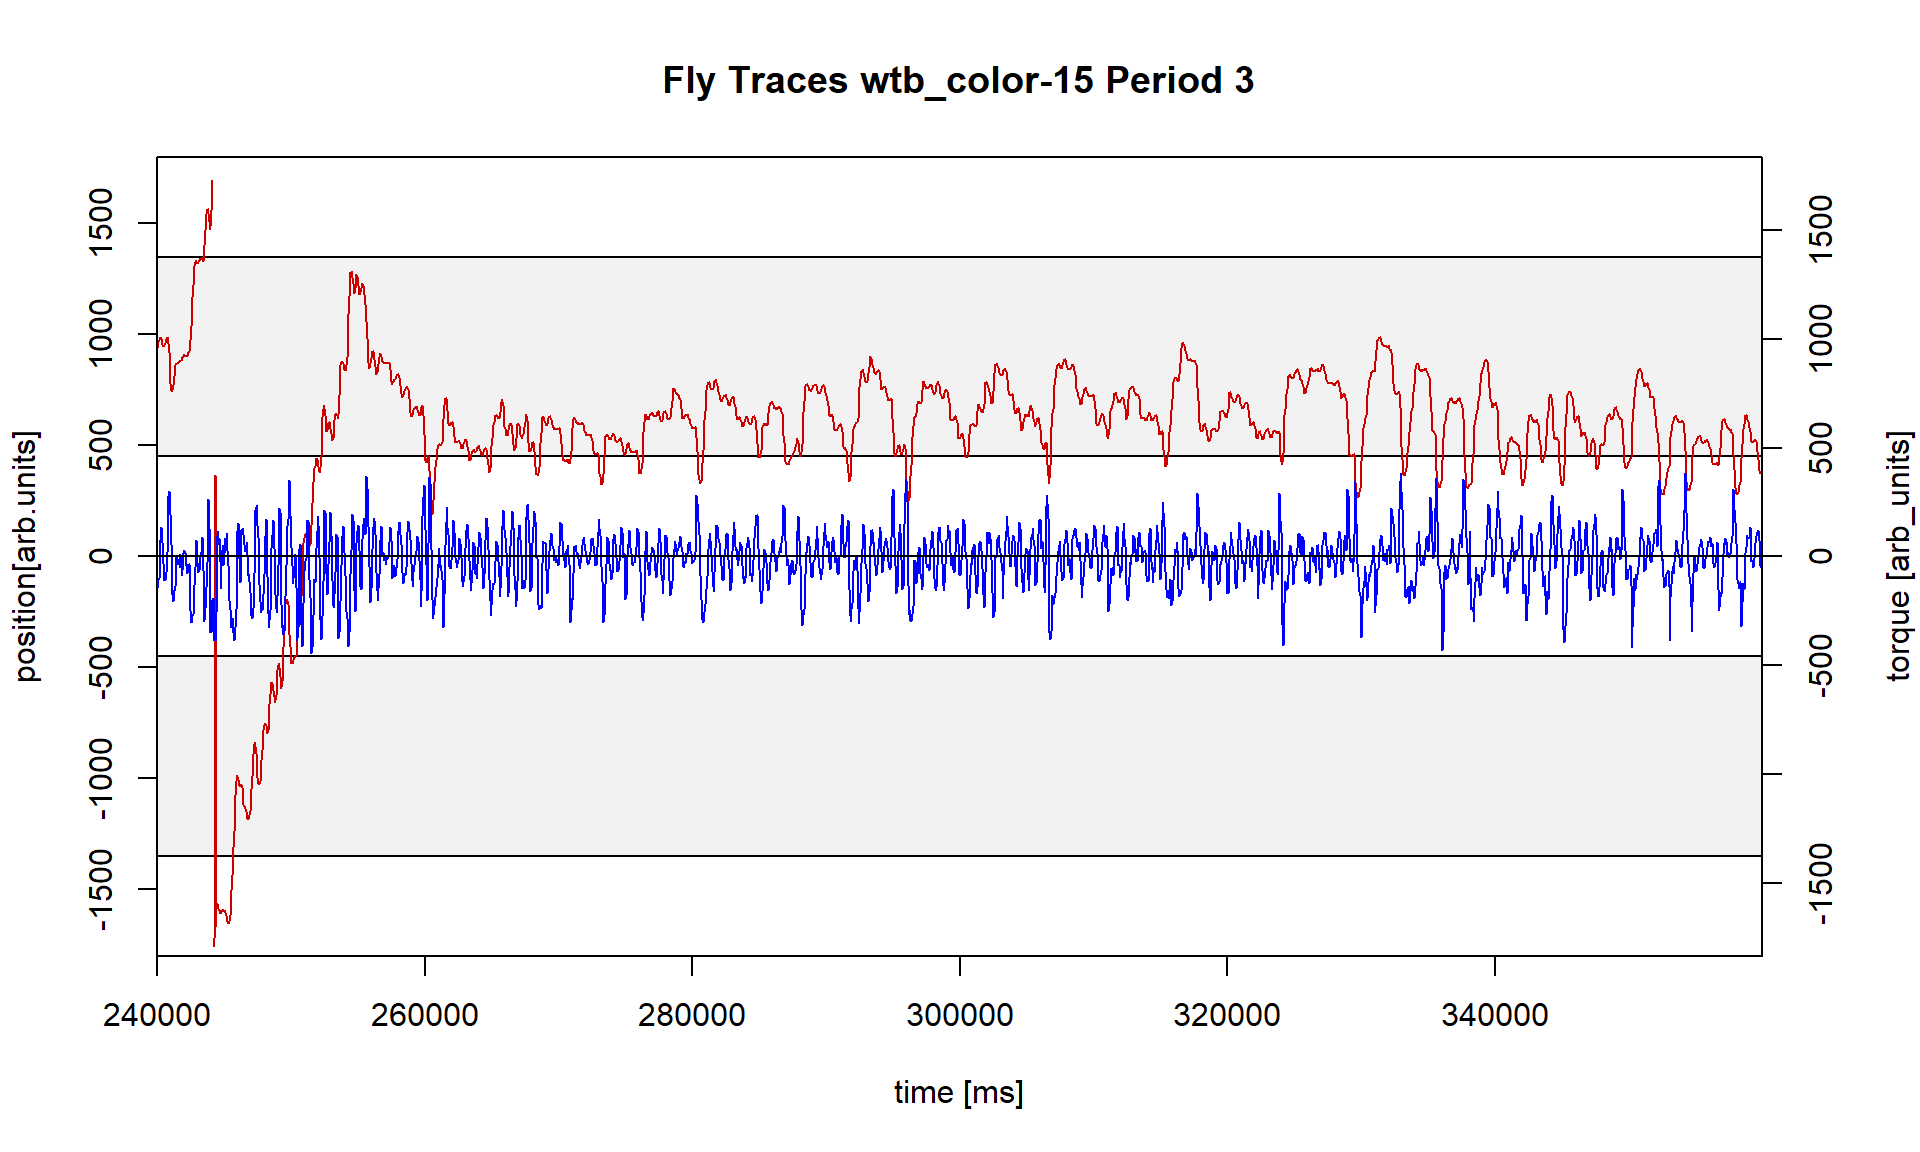 Fly Traces wtb_color-15 Period 3
position[arb.units]
1500
1000
500
0
-500
-1000
-1500
1500
1000
500
0
-500
-1500
torque [arb_units]
240000 260000 280000 300000 320000 340000
time [ms]